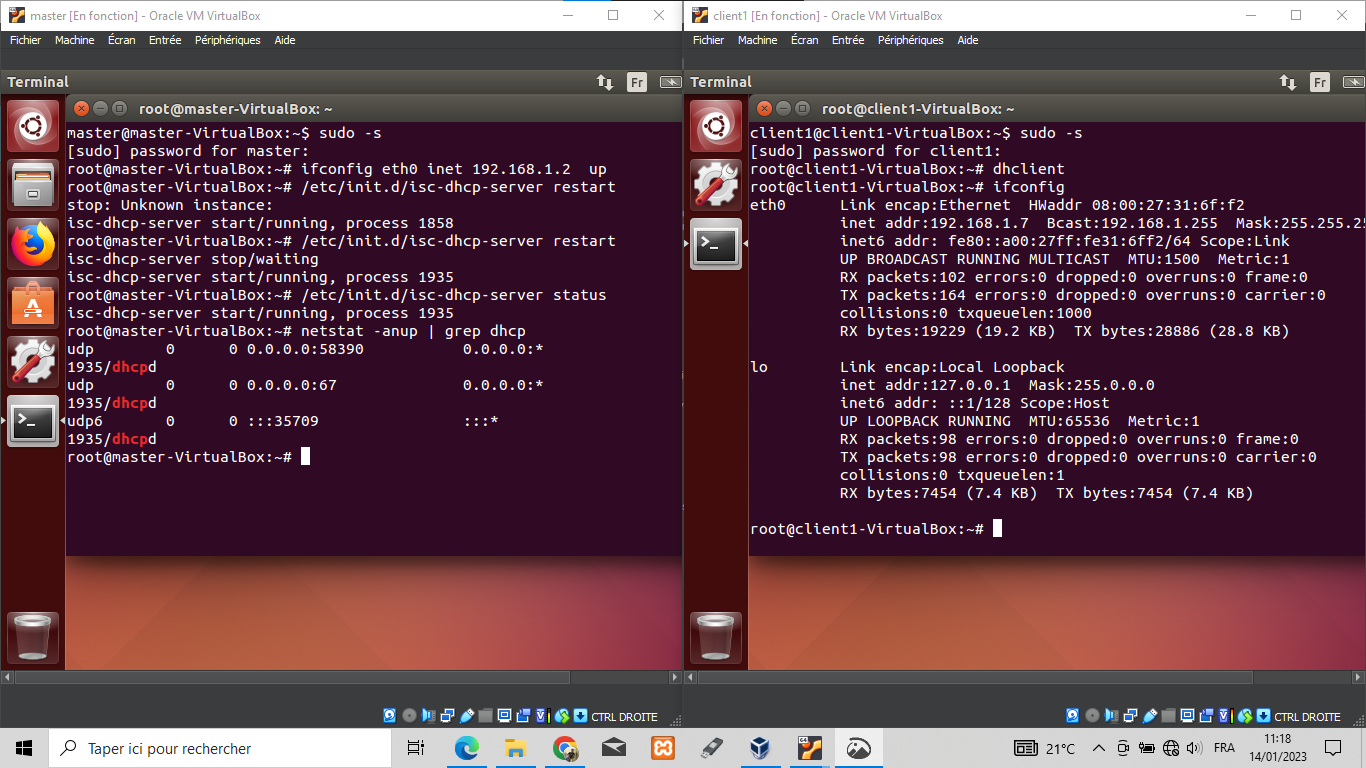 master [En fonction] - Oracle VM VirtualBox
Fichier Machine Écran Entrée Périphériques Aide
Terminal
Fr
root@master-VirtualBox: ~
master@master-VirtualBox:~$ sudo -s
[sudo] password for master:
root@master-VirtualBox:~# ifconfig eth0 inet 192.168.1.2  up
root@master-VirtualBox:~# /etc/init.d/isc-dhcp-server restart
stop: Unknown instance:
isc-dhcp-server start/running, process 1858
root@master-VirtualBox:~# /etc/init.d/isc-dhcp-server restart
isc-dhcp-server stop/waiting
isc-dhcp-server start/running, process 1935
root@master-VirtualBox:~# /etc/init.d/isc-dhcp-server status
isc-dhcp-server start/running, process 1935
root@master-VirtualBox:~# netstat -anup | grep dhcp
udp        0      0 0.0.0.0:58390           0.0.0.0:*
1935/dhcpd
udp        0      0 0.0.0.0:67              0.0.0.0:*
1935/dhcpd
udp6       0      0 :::35709                :::*
1935/dhcpd
root@master-VirtualBox:~#
CTRL DROITE
client1 [En fonction] - Oracle VM VirtualBox
Fichier Machine Écran Entrée Périphériques Aide
Terminal
Fr
root@client1-VirtualBox: ~
client1@client1-VirtualBox:~$ sudo -s
[sudo] password for client1:
root@client1-VirtualBox:~# dhclient
root@client1-VirtualBox:~# ifconfig
eth0      Link encap:Ethernet  HWaddr 08:00:27:31:6f:f2
          inet addr:192.168.1.7  Bcast:192.168.1.255  Mask:255.255.25
          inet6 addr: fe80::a00:27ff:fe31:6ff2/64 Scope:Link
          UP BROADCAST RUNNING MULTICAST  MTU:1500  Metric:1
          RX packets:102 errors:0 dropped:0 overruns:0 frame:0
          TX packets:164 errors:0 dropped:0 overruns:0 carrier:0
          collisions:0 txqueuelen:1000
          RX bytes:19229 (19.2 KB)  TX bytes:28886 (28.8 KB)
lo        Link encap:Local Loopback
          inet addr:127.0.0.1  Mask:255.0.0.0
          inet6 addr: ::1/128 Scope:Host
          UP LOOPBACK RUNNING  MTU:65536  Metric:1
          RX packets:98 errors:0 dropped:0 overruns:0 frame:0
          TX packets:98 errors:0 dropped:0 overruns:0 carrier:0
          collisions:0 txqueuelen:1
          RX bytes:7454 (7.4 KB)  TX bytes:7454 (7.4 KB)
root@client1-VirtualBox:~#
CTRL DROITE
Taper ici pour rechercher
21°C
FRA
11:18
14/01/2023